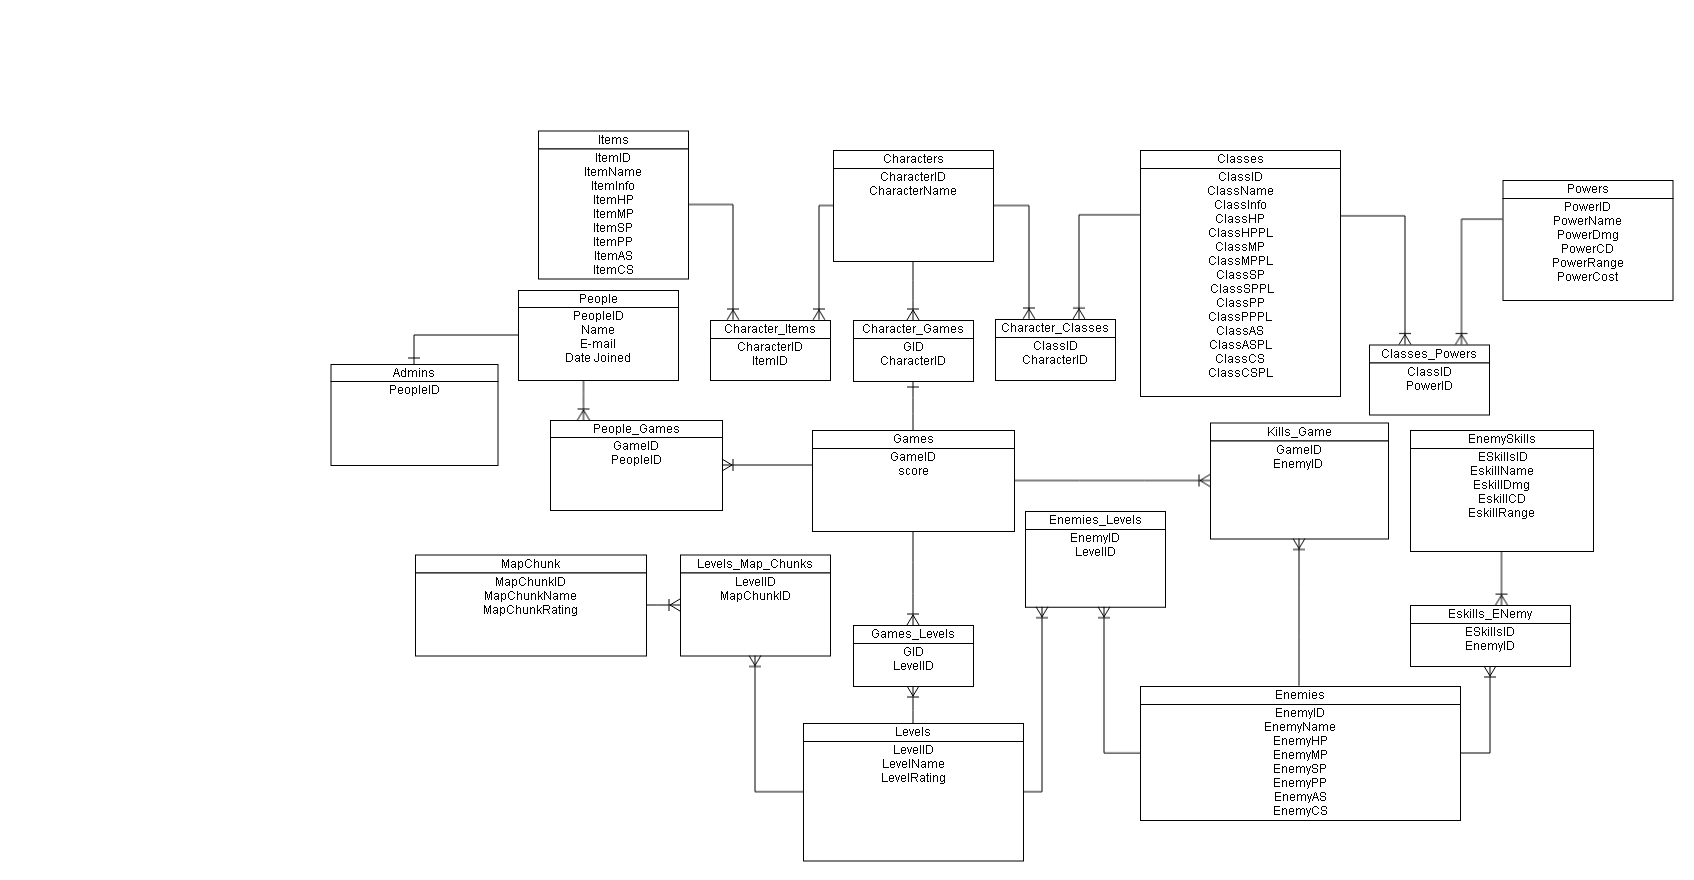 Items
ItemID
ItemName
ItemInfo
ItemHP
ItemMP
ItemSP
ItemPP
ItemAS
ItemCS
Characters
CharacterID
CharacterName
Classes
ClassID
ClassName
ClassInfo
ClassHP
ClassHPPL
ClassMP
ClassMPPL
ClassSP
ClassSPPL
ClassPP
ClassPPPL
ClassAS
ClassASPL
ClassCS
ClassCSPL
Powers
PowerID
PowerName
PowerDmg
PowerCD
PowerRange
PowerCost
People
PeopleID
Name
E-mail
Date Joined
Character_Items
CharacterID
ItemID
Character_Games
GID
CharacterID
Character_Classes
ClassID
CharacterID
Classes_Powers
ClassID
PowerID
Admins
PeopleID
People_Games
GameID
PeopleID
Games
GameID
score
Kills_Game
GameID
EnemyID
EnemySkills
ESkillsID
EskillName
EskillDmg
EskillCD
EskillRange
Enemies_Levels
EnemyID
LevelID
MapChunk
MapChunkID
MapChunkName
MapChunkRating
Levels_Map_Chunks
LevelID
MapChunkID
Games_Levels
GID
LevelID
Eskills_ENemy
ESkillsID
EnemyID
Levels
LevelID
LevelName
LevelRating
Enemies
EnemyID
EnemyName
EnemyHP
EnemyMP
EnemySP
EnemyPP
EnemyAS
EnemyCS